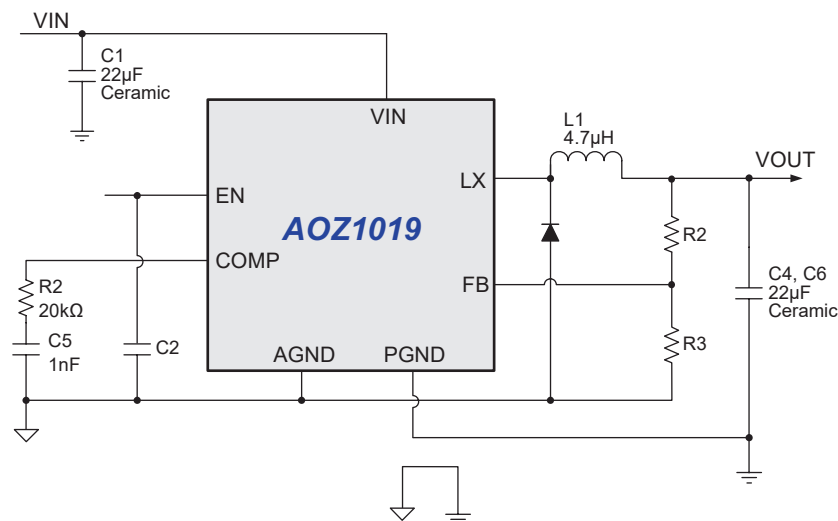 VIN
C1
22µF
Ceramic
VIN
L1
4.7µH
VOUT
LX
EN
AOZ1019
R2
COMP
FB
R2
20kΩ
C4, C6
22µF
Ceramic
C5
1nF
C2
R3
AGND
PGND